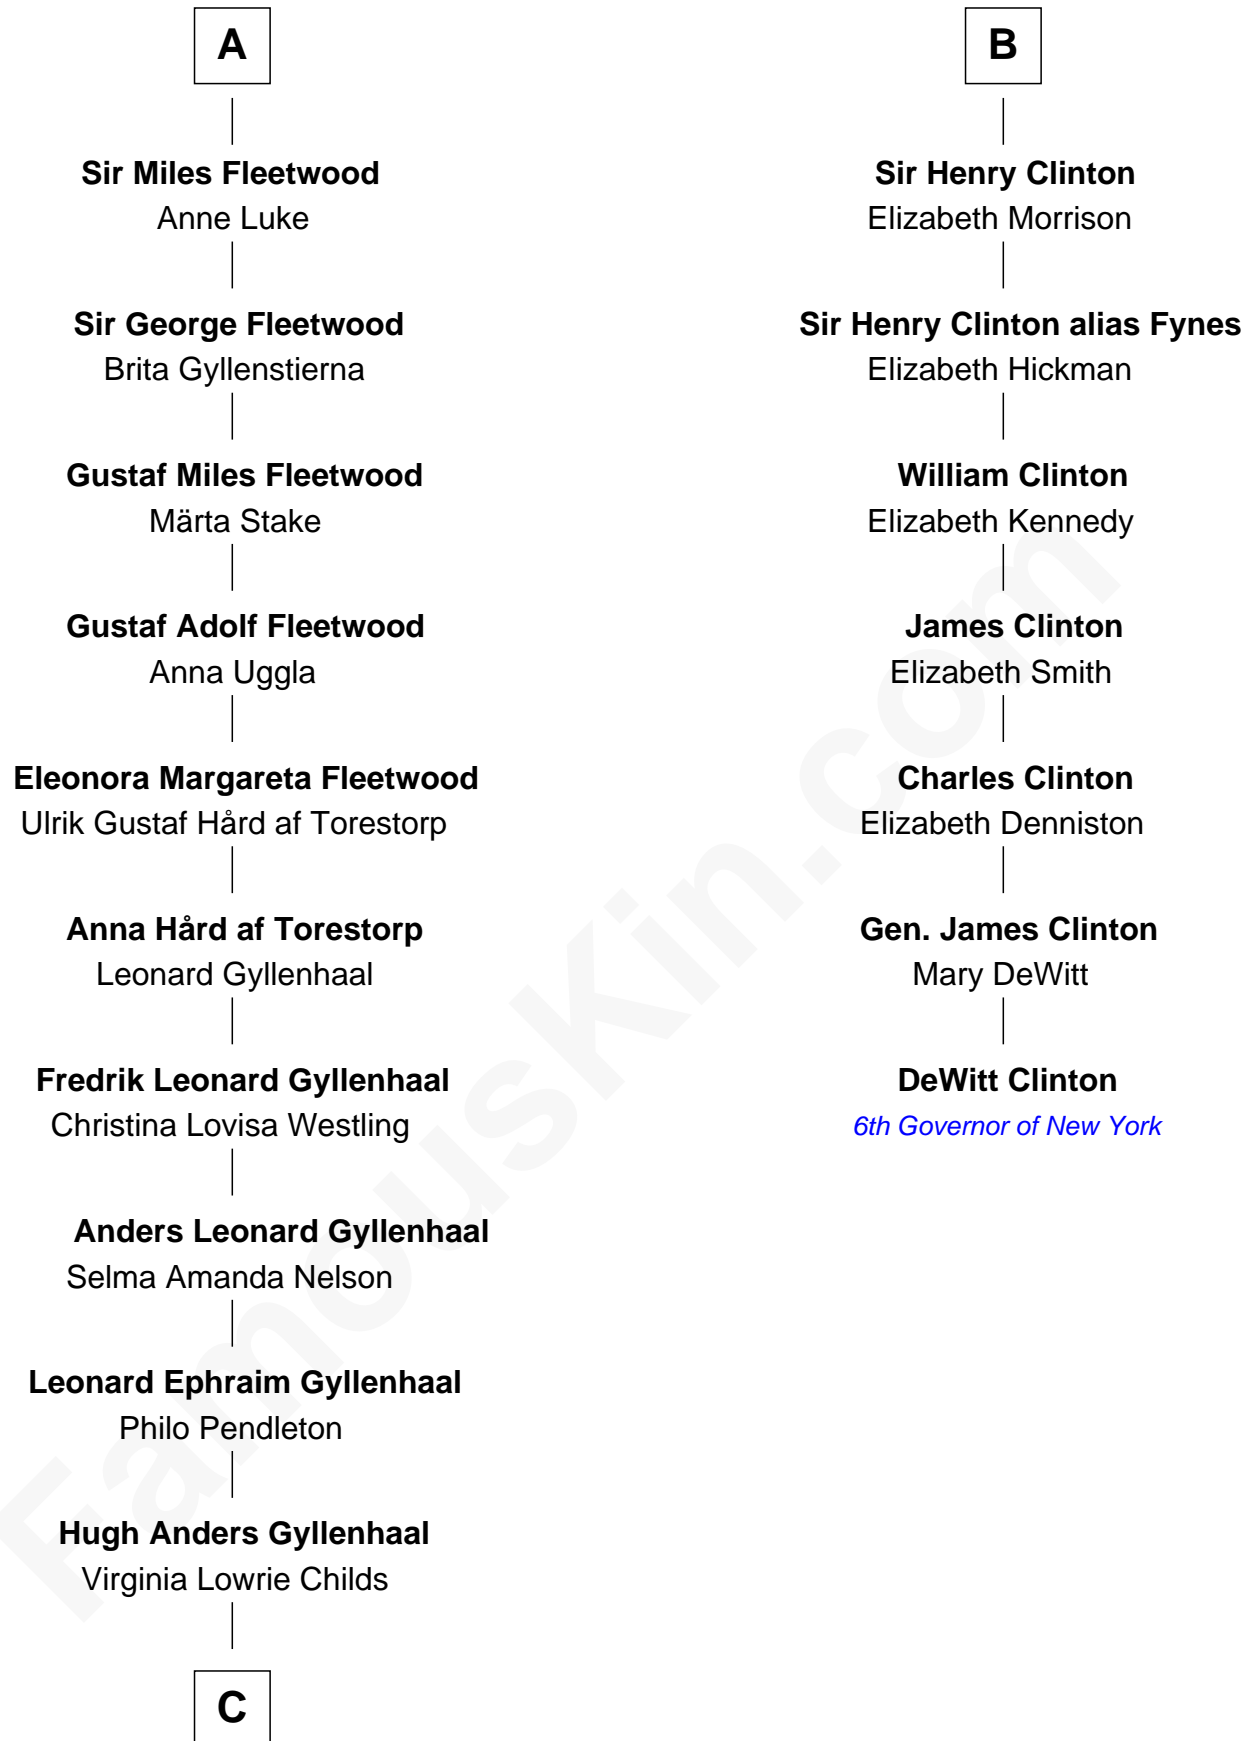 A
Sir Miles Fleetwood
Anne Luke
Sir George Fleetwood
Brita Gyllenstierna
Gustaf Miles Fleetwood
Märta Stake
Gustaf Adolf Fleetwood
Anna Uggla
Eleonora Margareta Fleetwood
Ulrik Gustaf Hård af Torestorp
Anna Hård af Torestorp
Leonard Gyllenhaal
Fredrik Leonard Gyllenhaal
Christina Lovisa Westling
Anders Leonard Gyllenhaal
Selma Amanda Nelson
Leonard Ephraim Gyllenhaal
Philo Pendleton
Hugh Anders Gyllenhaal
Virginia Lowrie Childs
C
B
Sir Henry Clinton
Elizabeth Morrison
Sir Henry Clinton alias Fynes
Elizabeth Hickman
William Clinton
Elizabeth Kennedy
James Clinton
Elizabeth Smith
Charles Clinton
Elizabeth Denniston
Gen. James Clinton
Mary DeWitt
DeWitt Clinton
6th Governor of New York
FamousKin.com